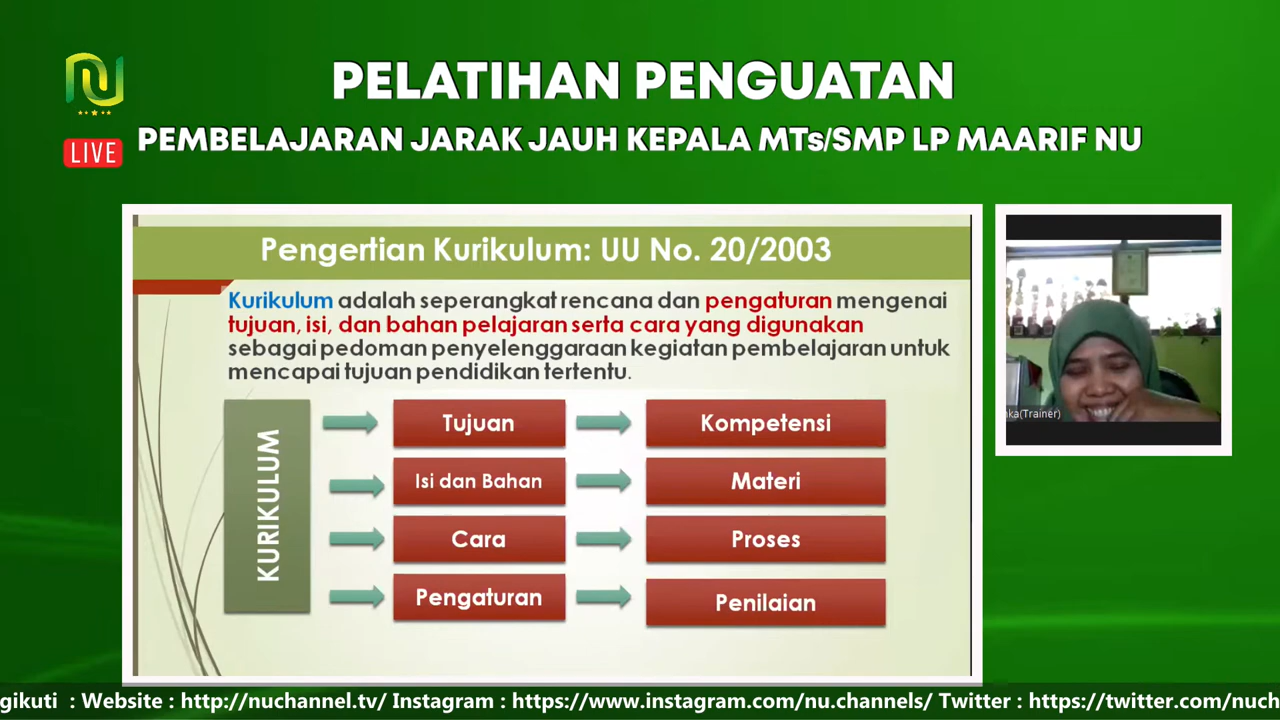 PELATIHAN PENGUATAN
LIVE
PEMBELAJARAN JARAK JAUH KEPALA MTs/SMP LP MAARIF NU
Pengertian Kurikulum: UU No. 20/2003
Kurikulum adalah seperangkat rencana dan pengaturan mengenai
tujuan, isi, dan bahan pelajaran serta cara yang digunakan
sebagai pedoman penyelenggaraan kegiatan pembelajaran untuk
mencapai tujuan pendidikan tertentu.
KURIKULUM
Tujuan
Kompetensi
Isi dan Bahan
Materi
Cara
Proses
Pengaturan
Penilaian
ka(Trainer)
gikuti : Website : http://nuchannel.tv/ Instagram : https://www.instagram.com/nu.channels/ Twitter : https://twitter.com/nuch